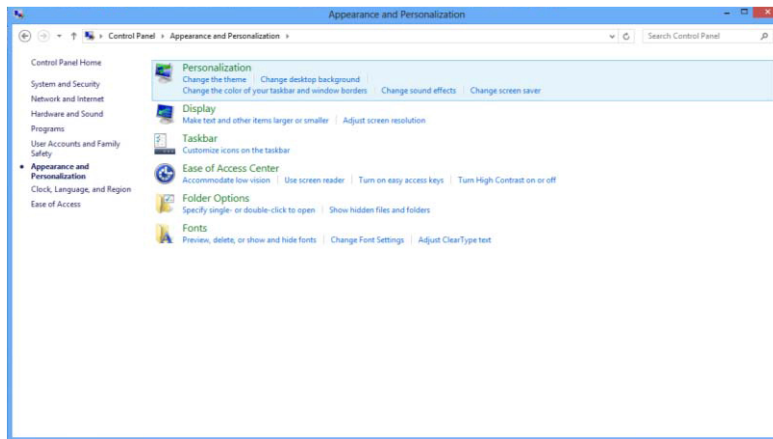 Appearance and Personalization
Control Panel ▸ Appearance and Personalization ▸
Search Control Panel
Control Panel Home
System and Security
Network and Internet
Hardware and Sound
Programs
User Accounts and Family
Safety
Appearance and
Personalization
Clock, Language, and Region
Ease of Access
Personalization
Change the theme | Change desktop background
Change the color of your taskbar and window borders | Change sound effects | Change screen saver
Display
Make text and other items larger or smaller | Adjust screen resolution
Taskbar
Customize icons on the taskbar
Ease of Access Center
Accommodate low vision | Use screen reader | Turn on easy access keys | Turn High Contrast on or off
Folder Options
Specify single- or double-click to open | Show hidden files and folders
Fonts
Preview, delete, or show and hide fonts | Change Font Settings | Adjust ClearType text